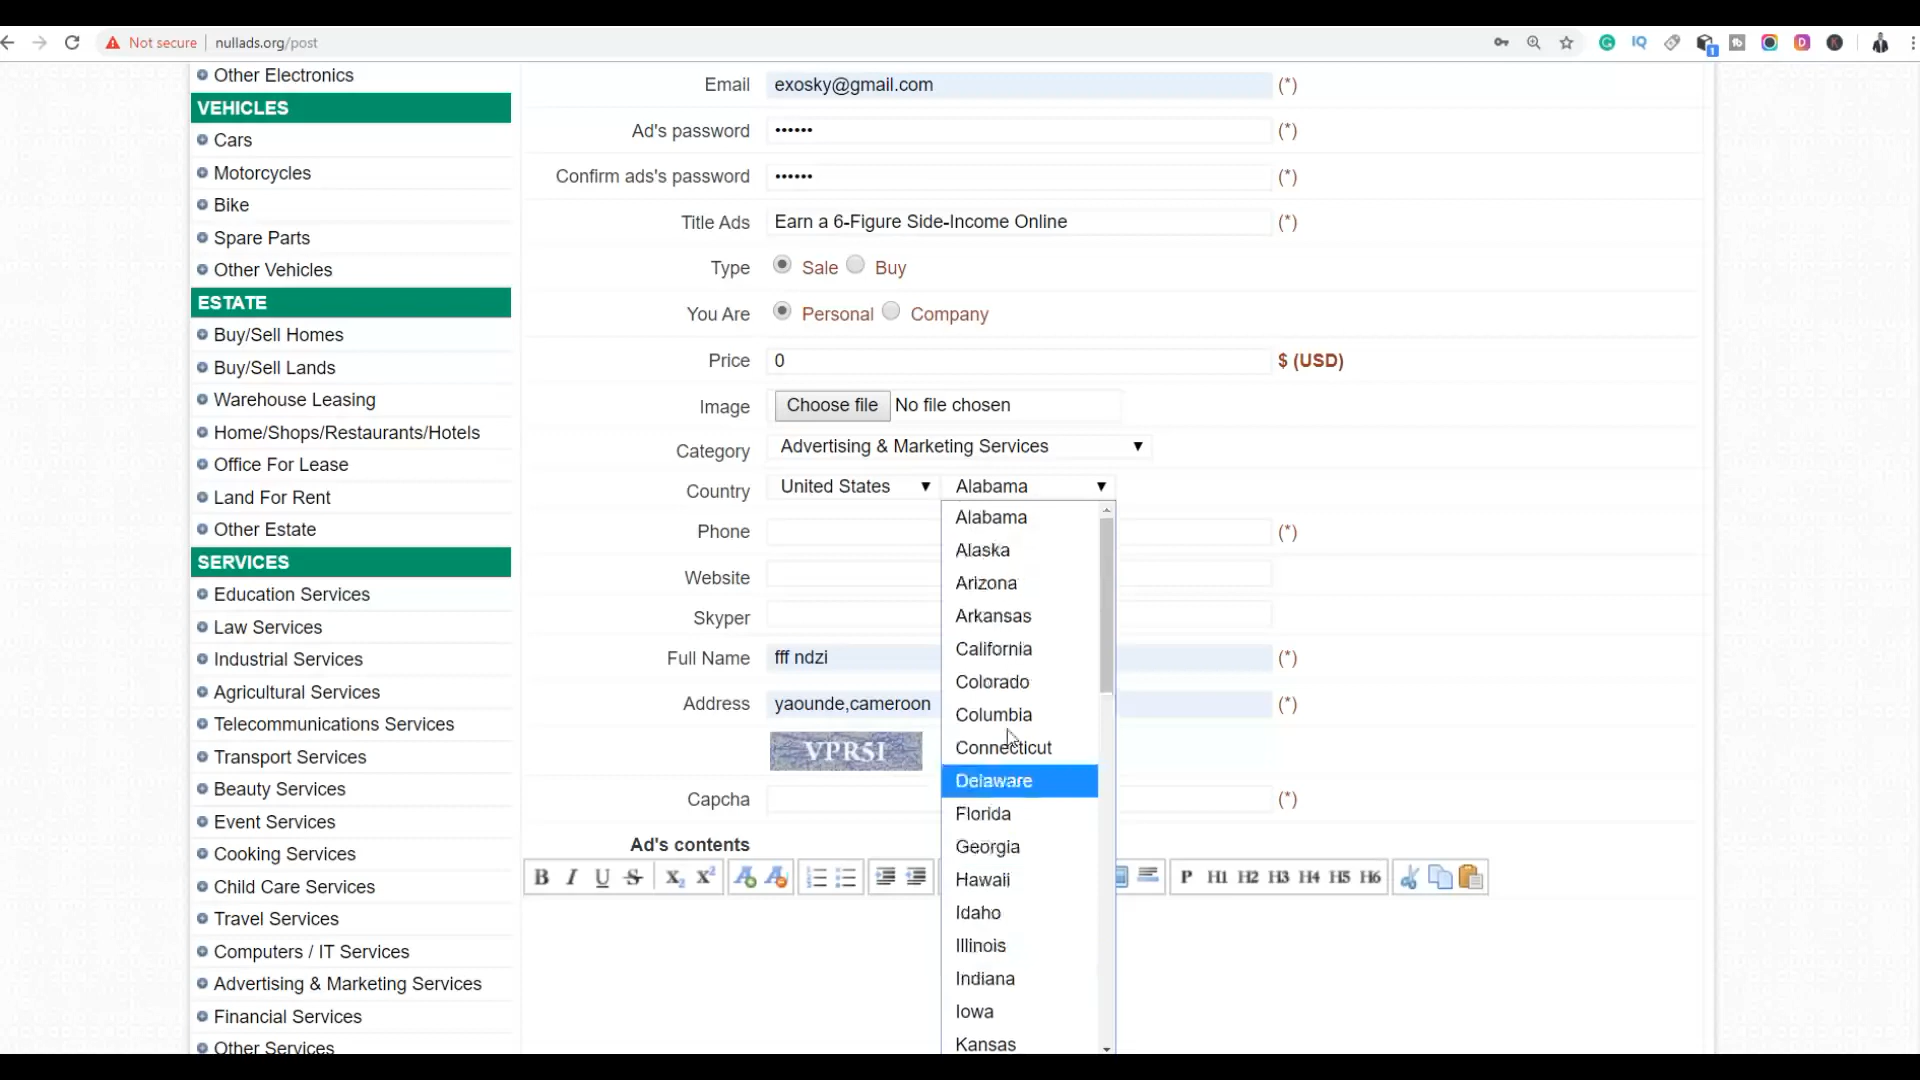 Not secure nullads.org/post
1
Other Electronics
VEHICLES
Cars
Motorcycles
Bike
Spare Parts
Other Vehicles
ESTATE
Buy/Sell Homes
Buy/Sell Lands
Warehouse Leasing
Home/Shops/Restaurants/Hotels
Office For Lease
Land For Rent
Other Estate
SERVICES
Education Services
Law Services
Industrial Services
Agricultural Services
Telecommunications Services
Transport Services
Beauty Services
Event Services
Cooking Services
Child Care Services
Travel Services
Computers / IT Services
Advertising & Marketing Services
Financial Services
Other Services
Email exosky@gmail.com (*)
Ad's password •••••• (*)
Confirm ads's password •••••• (*)
Title Ads Earn a 6-Figure Side-Income Online (*)
Type Sale Buy
You Are Personal Company
Price 0 $ (USD)
Image Choose file No file chosen
Category Advertising & Marketing Services
Country United States Alabama
Phone (*)
Website
Skyper
Full Name fff ndzi (*)
Address yaounde,cameroon (*)
VPR5I
Capcha (*)
Ad's contents
B I U S X2 X2 A A P H1 H2 H3 H4 H5 H6
Alabama
Alaska
Arizona
Arkansas
California
Colorado
Columbia
Connecticut
Delaware
Florida
Georgia
Hawaii
Idaho
Illinois
Indiana
Iowa
Kansas